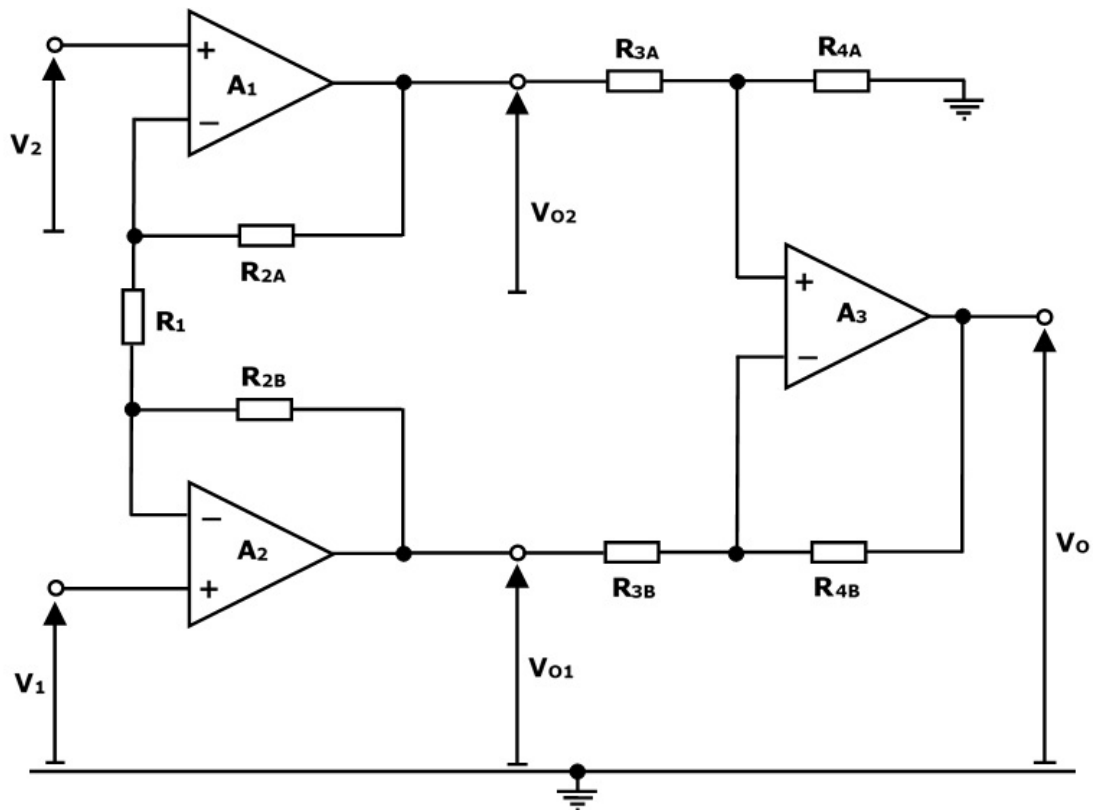 R3A
R4A
+
A1
−
V2
VO2
R2A
+
A3
−
R1
R2B
VO
−
A2
+
R3B
R4B
V1
VO1